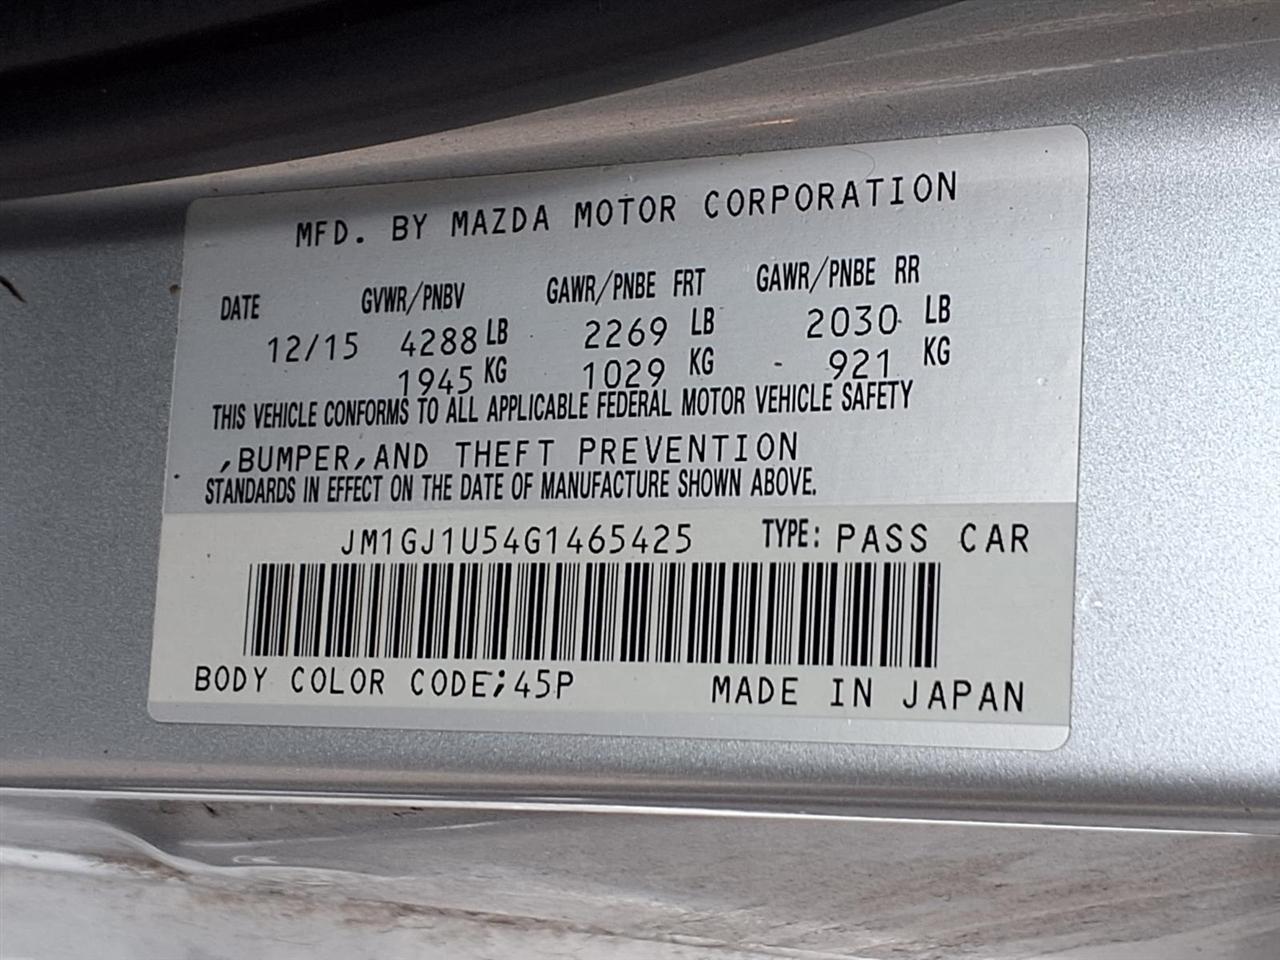 MFD. BY MAZDA MOTOR CORPORATION
DATE GVWR/PNBV GAWR/PNBE FRT GAWR/PNBE RR
12/15 4288 LB 2269 LB 2030 LB
1945 KG 1029 KG 921 KG
THIS VEHICLE CONFORMS TO ALL APPLICABLE FEDERAL MOTOR VEHICLE SAFETY
,BUMPER,AND THEFT PREVENTION
STANDARDS IN EFFECT ON THE DATE OF MANUFACTURE SHOWN ABOVE.
JM1GJ1U54G1465425 TYPE: PASS CAR
BODY COLOR CODE;45P MADE IN JAPAN